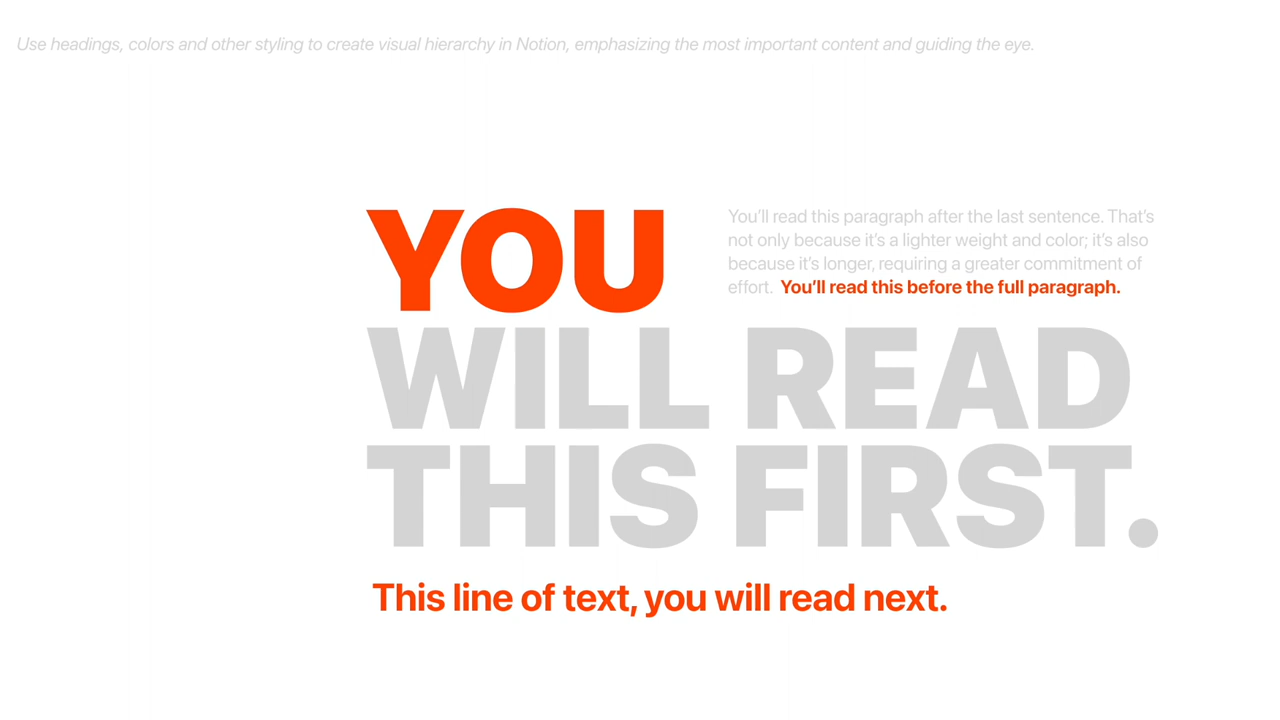 Use headings, colors and other styling to create visual hierarchy in Notion, emphasizing the most important content and guiding the eye.
YOU
WILL READ
THIS FIRST.
You’ll read this paragraph after the last sentence. That’s
not only because it’s a lighter weight and color; it’s also
because it’s longer, requiring a greater commitment of
effort. You’ll read this before the full paragraph.
This line of text, you will read next.